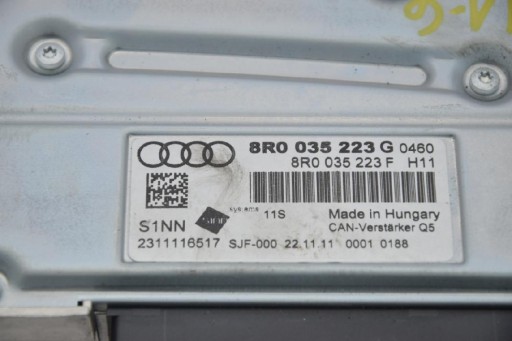 8R0 035 223 G 0460
8R0 035 223 F H11
systems 11S
S1NN
Made in Hungary
CAN-Verstärker Q5
2311116517 SJF-000 22.11.11 0001 0188